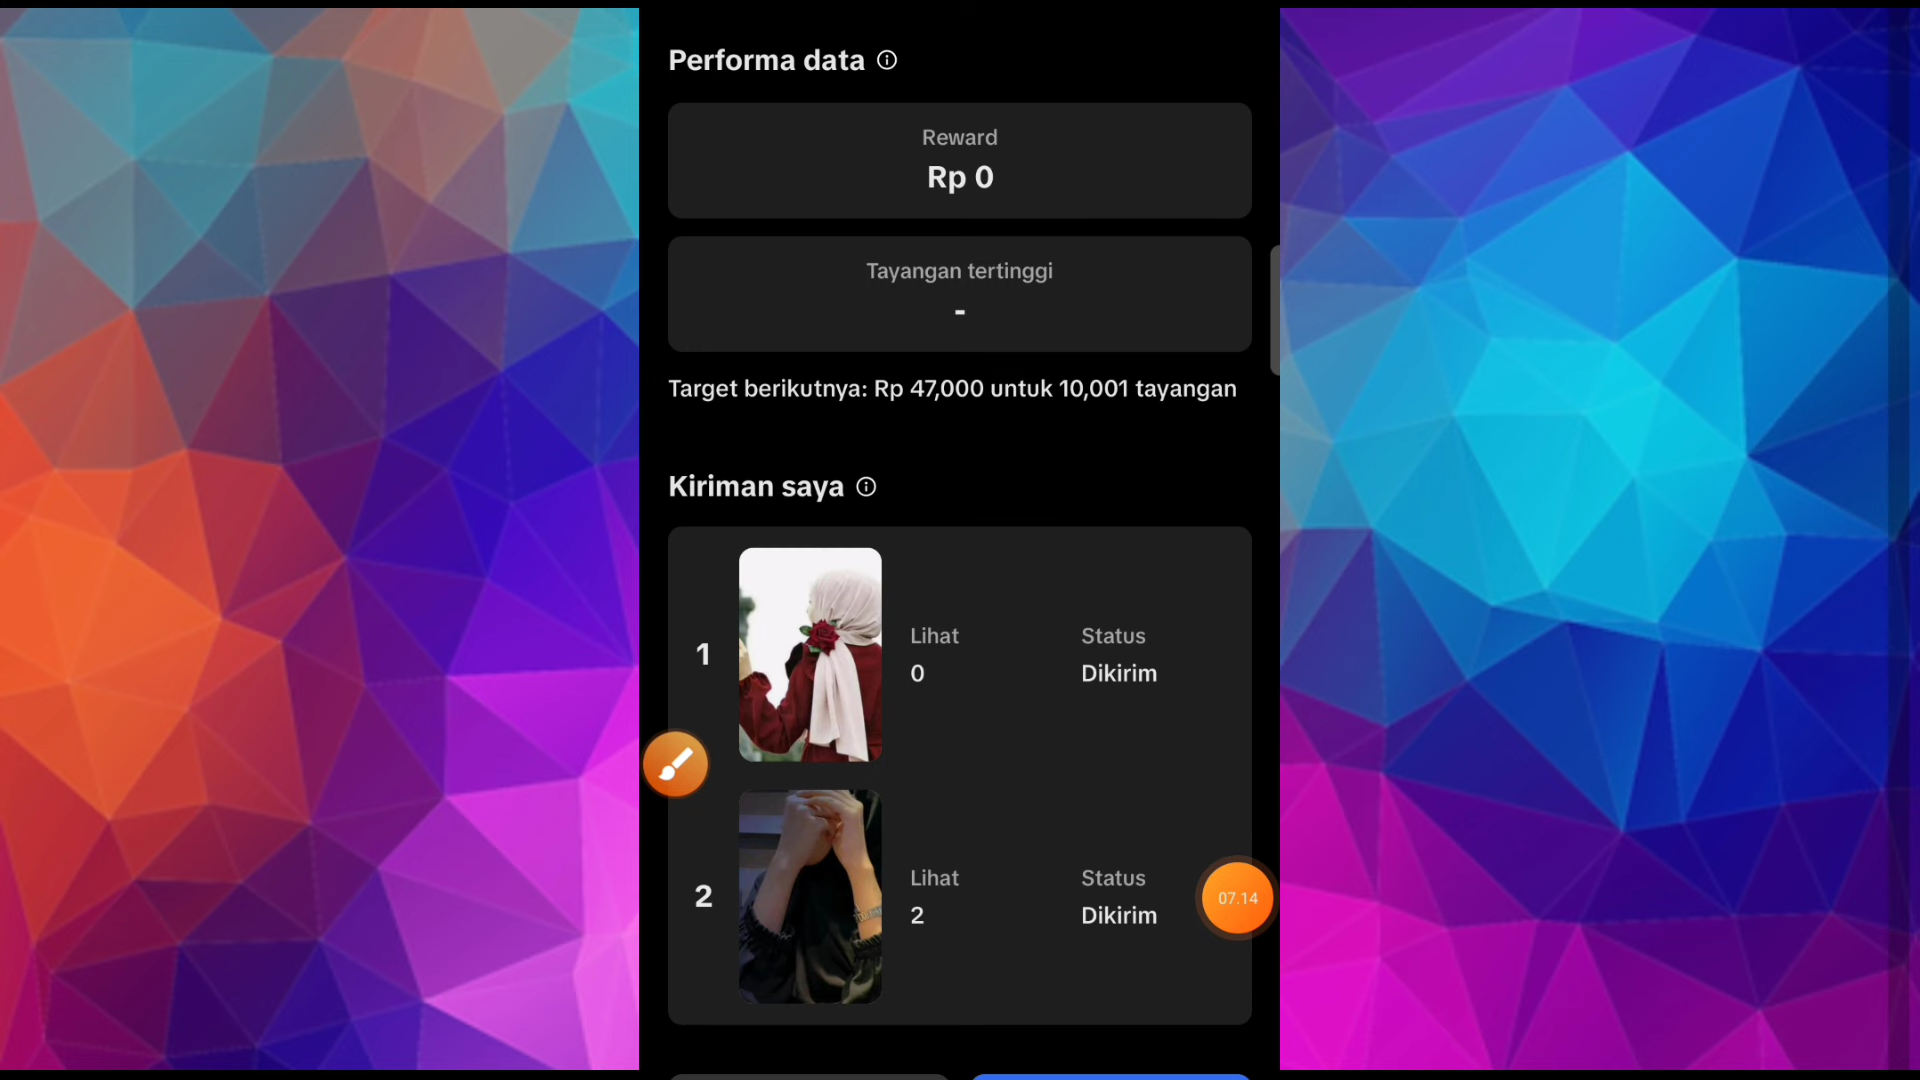 Performa data
Reward
Rp 0
Tayangan tertinggi
-
Target berikutnya: Rp 47,000 untuk 10,001 tayangan
Kiriman saya
1
Lihat
0
Status
Dikirim
2
Lihat
2
Status
Dikirim
07.14